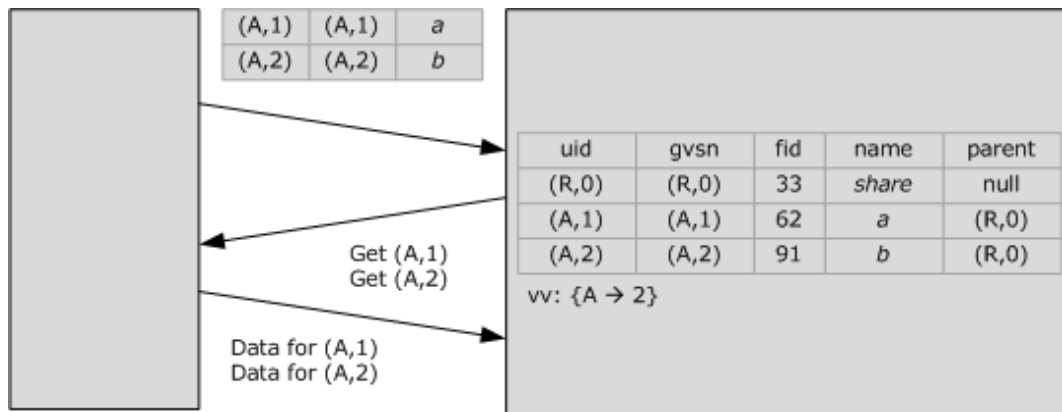 (A,1) (A,1) a
(A,2) (A,2) b
uid gvsn fid name parent
(R,0) (R,0) 33 share null
(A,1) (A,1) 62 a (R,0)
(A,2) (A,2) 91 b (R,0)
vv: {A → 2}
Get (A,1)
Get (A,2)
Data for (A,1)
Data for (A,2)